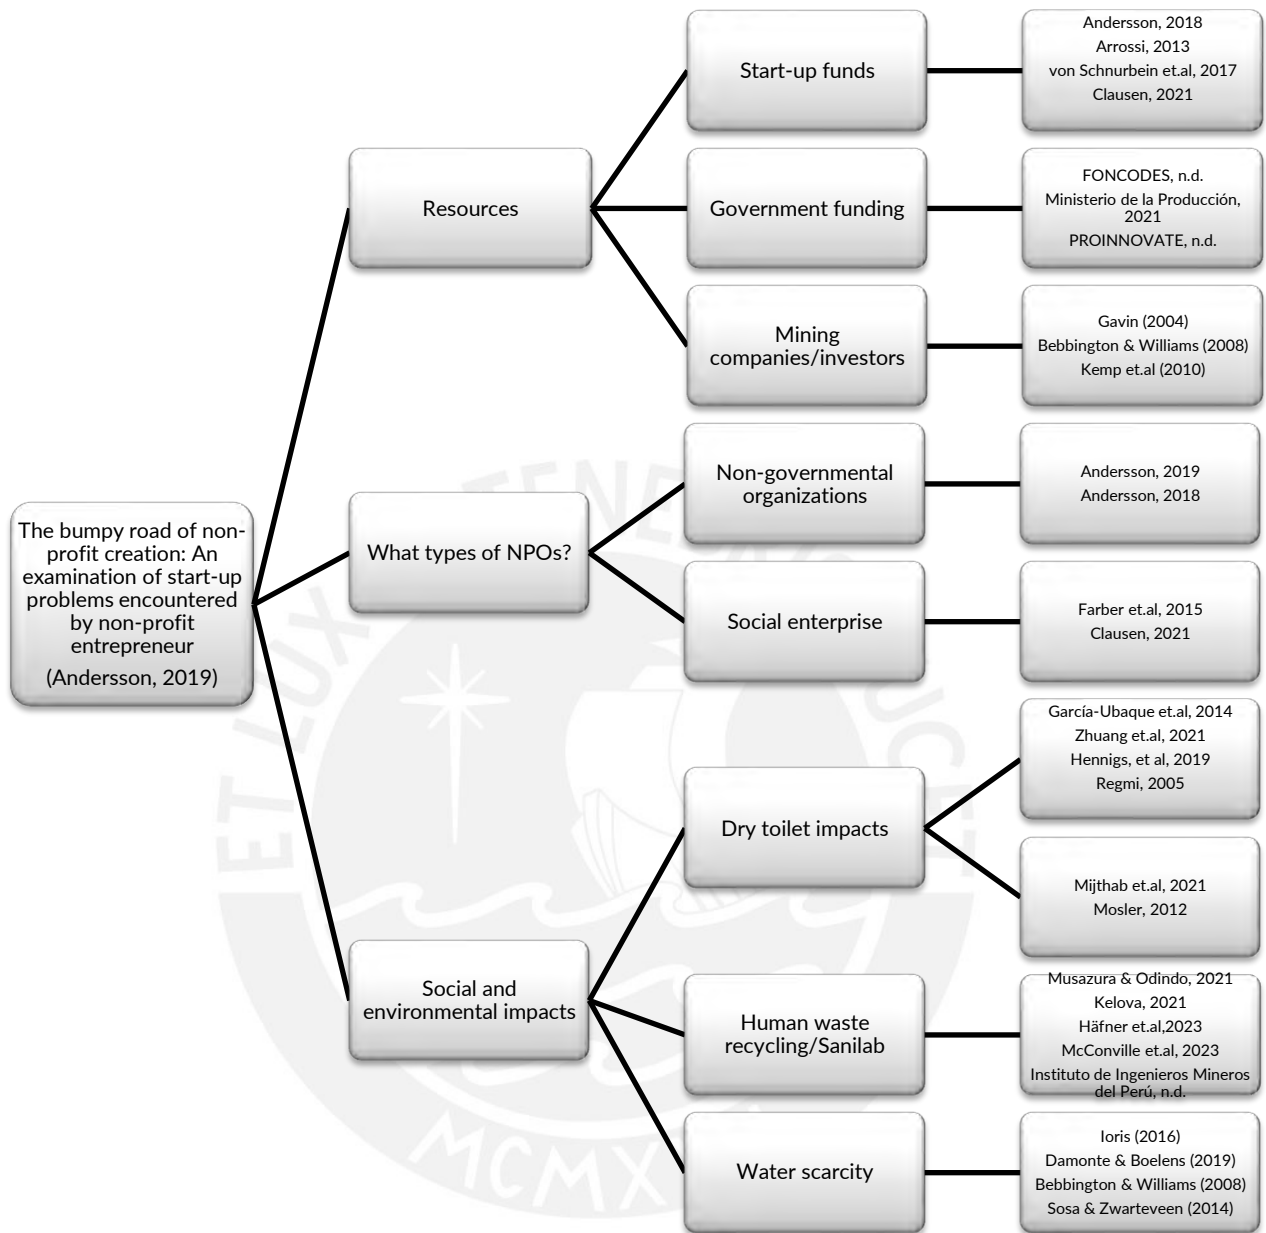 The bumpy road of non-
profit creation: An
examination of start-up
problems encountered
by non-profit
entrepreneur
(Andersson, 2019)
Resources
Start-up funds
Andersson, 2018
Arrossi, 2013
von Schnurbein et.al, 2017
Clausen, 2021
Government funding
FONCODES, n.d.
Ministerio de la Producción,
2021
PROINNOVATE, n.d.
Mining
companies/investors
Gavin (2004)
Bebbington & Williams (2008)
Kemp et.al (2010)
What types of NPOs?
Non-governmental
organizations
Andersson, 2019
Andersson, 2018
Social enterprise
Farber et.al, 2015
Clausen, 2021
Social and
environmental impacts
Dry toilet impacts
García-Ubaque et.al, 2014
Zhuang et.al, 2021
Hennigs, et al, 2019
Regmi, 2005
Mijthab et.al, 2021
Mosler, 2012
Human waste
recycling/Sanilab
Musazura & Odindo, 2021
Kelova, 2021
Häfner et.al,2023
McConville et.al, 2023
Instituto de Ingenieros Mineros
del Perú, n.d.
Water scarcity
Ioris (2016)
Damonte & Boelens (2019)
Bebbington & Williams (2008)
Sosa & Zwarteveen (2014)
ET LUX